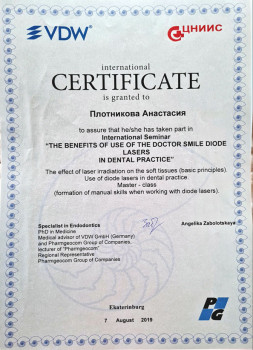 VDW®
ЦНИИС
international
CERTIFICATE
is granted to
Плотникова Анастасия
to assure that he/she has taken part in
International Seminar
"THE BENEFITS OF USE OF THE DOCTOR SMILE DIODE
LASERS
IN DENTAL PRACTICE"
The effect of laser irradiation on the soft tissues (basic principles)
Use of diode lasers in dental practice
Master - class
(formation of manual skills when working with diode lasers).
Specialist in Endodontics
PhD in Medicine
Medical advisor of VDW GmbH (Germany)
and Pharmgeocom Group of Companies,
lecturer of "Pharmgeocom"
Regional Representative
Pharmgeocom Group of Companies
Angelika Zabolotskaya
Ekaterinburg
7 August 2019
PG